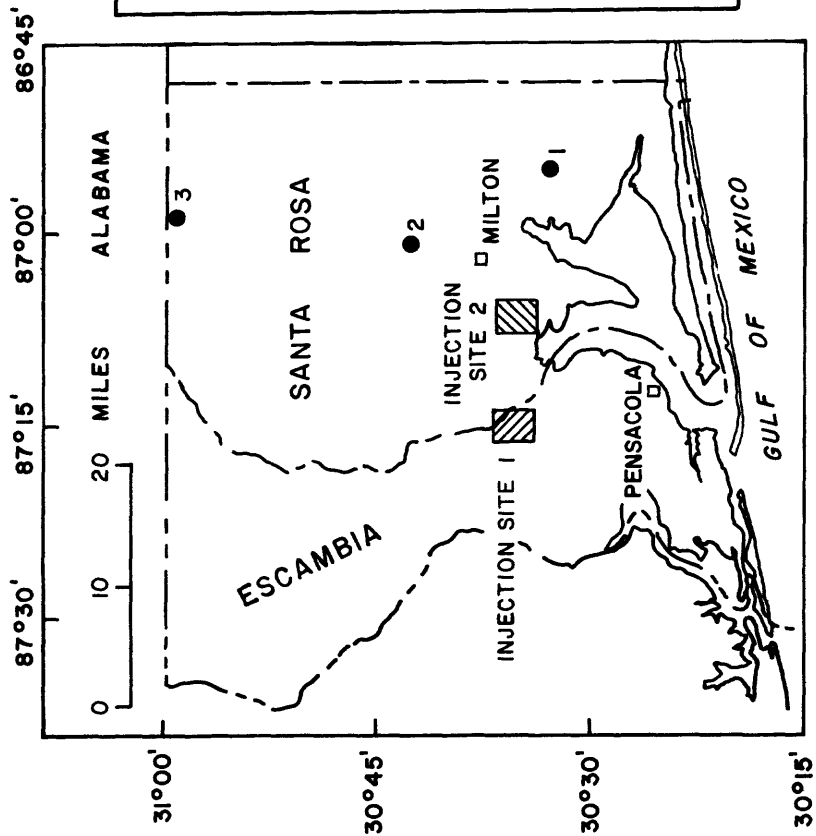 87°30'
87°15'
87°00'
86°45'
0
10
20
MILES
ALABAMA
31°00'
30°45'
30°30'
30°15'
3
ESCAMBIA
SANTA ROSA
2
INJECTION SITE 1
INJECTION
SITE 2
MILTON
1
PENSACOLA
GULF OF MEXICO